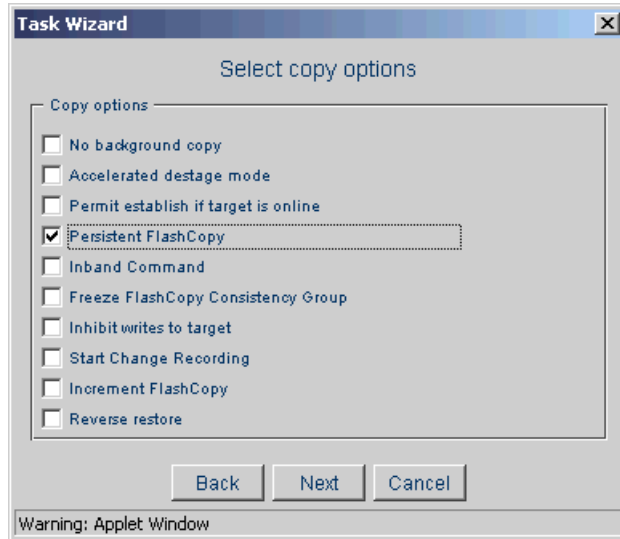 Task Wizard
Select copy options
Copy options
No background copy
Accelerated destage mode
Permit establish if target is online
Persistent FlashCopy
Inband Command
Freeze FlashCopy Consistency Group
Inhibit writes to target
Start Change Recording
Increment FlashCopy
Reverse restore
Back Next Cancel
Warning: Applet Window